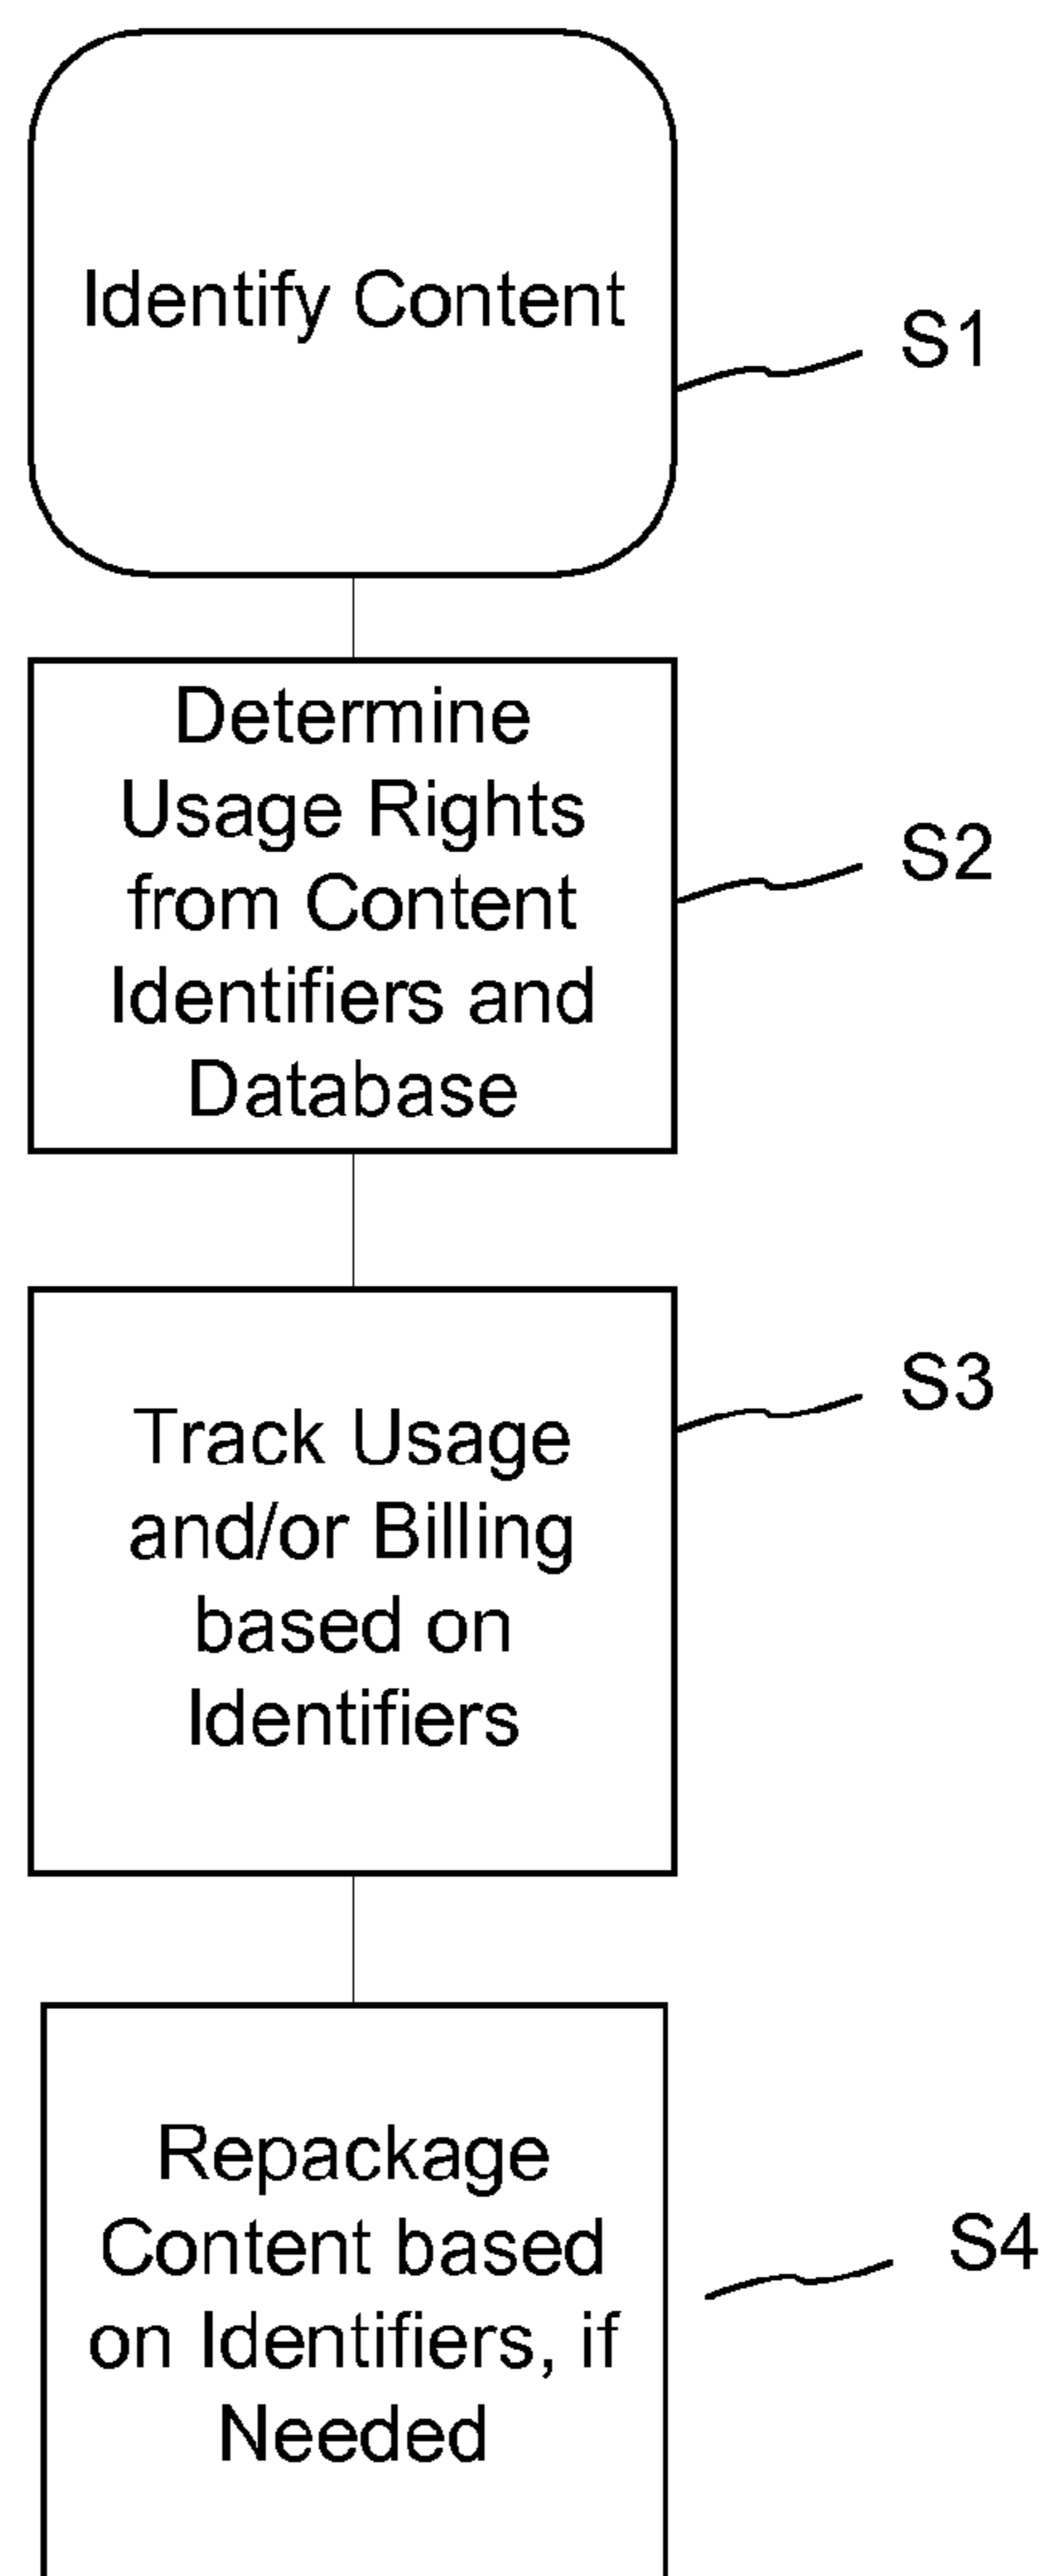 Identify Content
S1
Determine
Usage Rights
from Content
Identifiers and
Database
S2
Track Usage
and/or Billing
based on
Identifiers
S3
Repackage
Content based
on Identifiers, if
Needed
S4